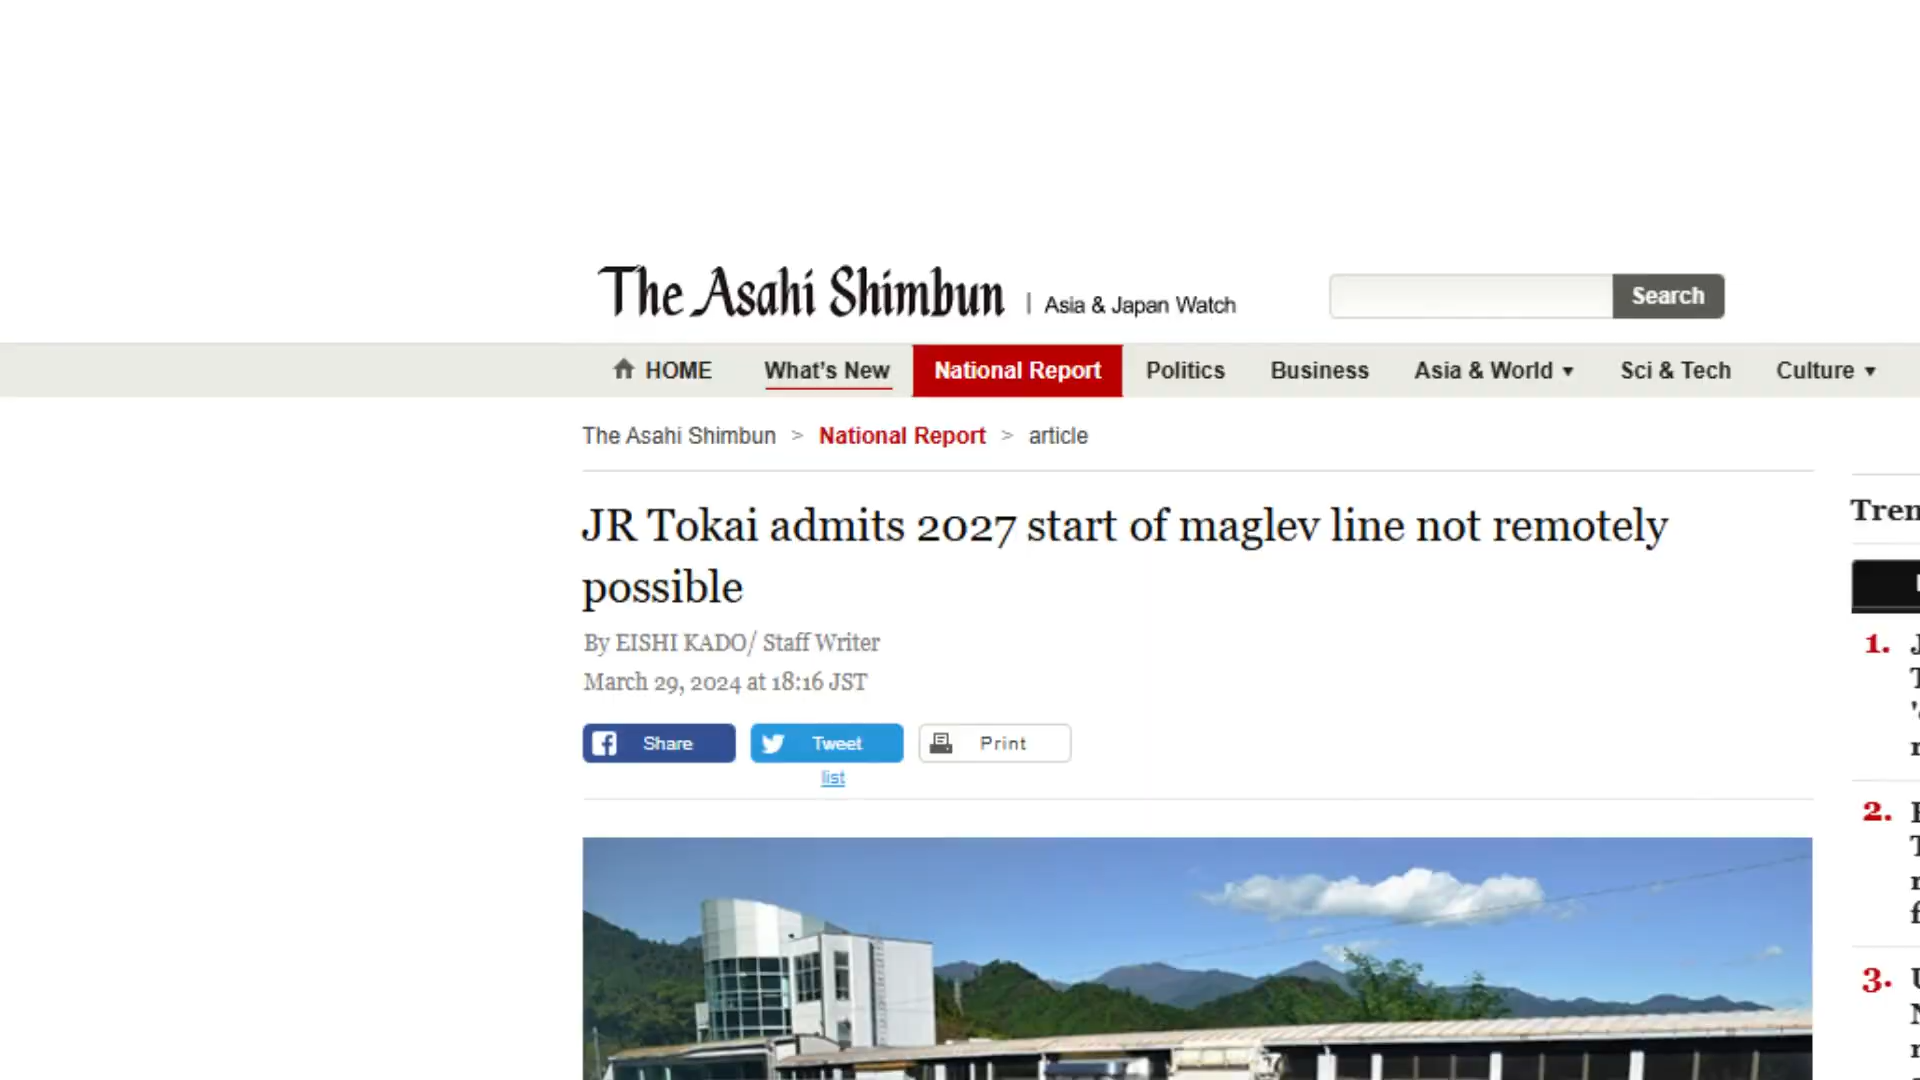 The Asahi Shimbun | Asia & Japan Watch
Search
HOME What's New National Report Politics Business Asia & World ▾ Sci & Tech Culture ▾
The Asahi Shimbun > National Report > article
JR Tokai admits 2027 start of maglev line not remotely
possible
By EISHI KADO/ Staff Writer
March 29, 2024 at 18:16 JST
Share Tweet Print
list
1.
2.
3.